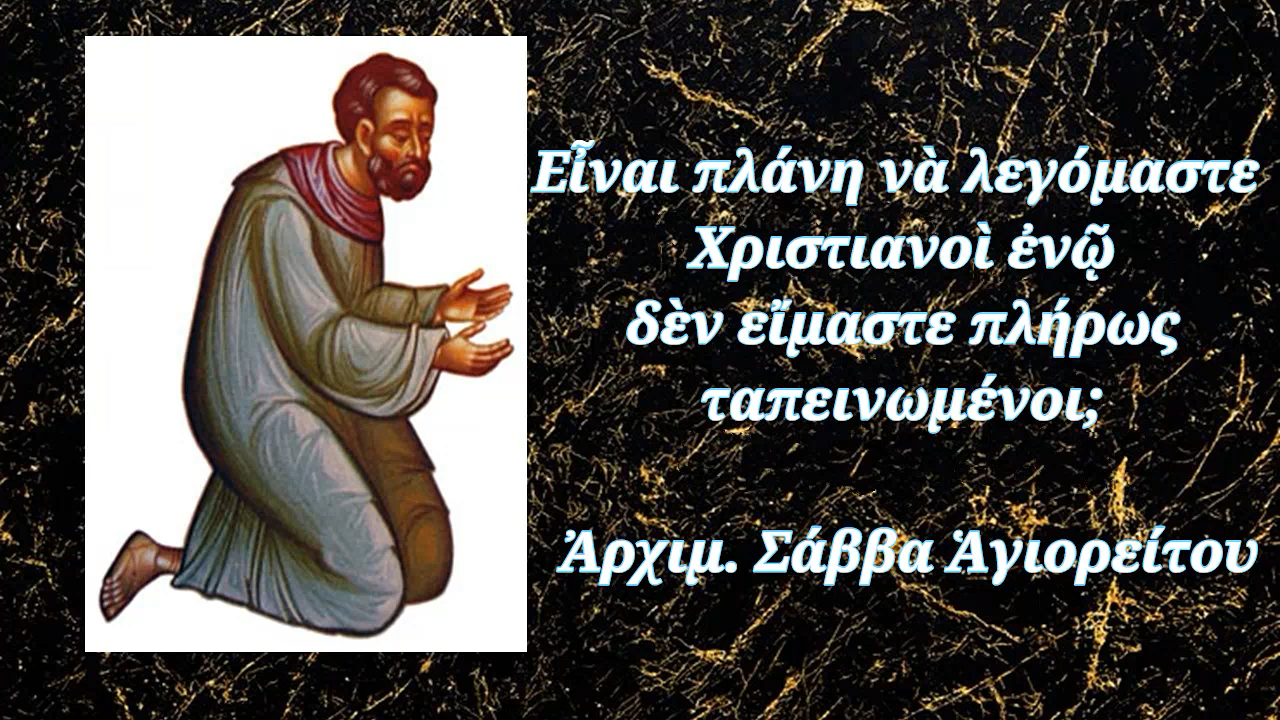 Εἶναι πλάνη νὰ λεγόμαστε
Χριστιανοὶ ἐνῷ
δὲν εἴμαστε πλήρως
ταπεινωμένοι;
Ἀρχιμ. Σάββα Ἁγιορείτου